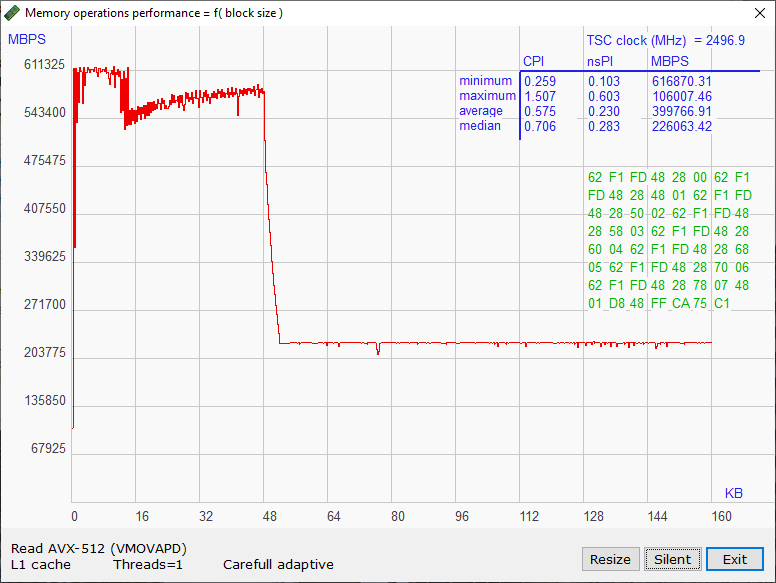 Memory operations performance = f( block size )
MBPS
TSC clock (MHz) = 2496.9
CPI nsPI MBPS
minimum 0.259 0.103 616870.31
maximum 1.507 0.603 106007.46
average 0.575 0.230 399766.91
median 0.706 0.283 226063.42
611325
543400
475475
407550
339625
271700
203775
135850
67925
62 F1 FD 48 28 00 62 F1
FD 48 28 48 01 62 F1 FD
48 28 50 02 62 F1 FD 48
28 58 03 62 F1 FD 48 28
60 04 62 F1 FD 48 28 68
05 62 F1 FD 48 28 70 06
62 F1 FD 48 28 78 07 48
01 D8 48 FF CA 75 C1
KB
0 16 32 48 64 80 96 112 128 144 160
Read AVX-512 (VMOVAPD)
L1 cache Threads=1 Carefull adaptive
Resize Silent Exit